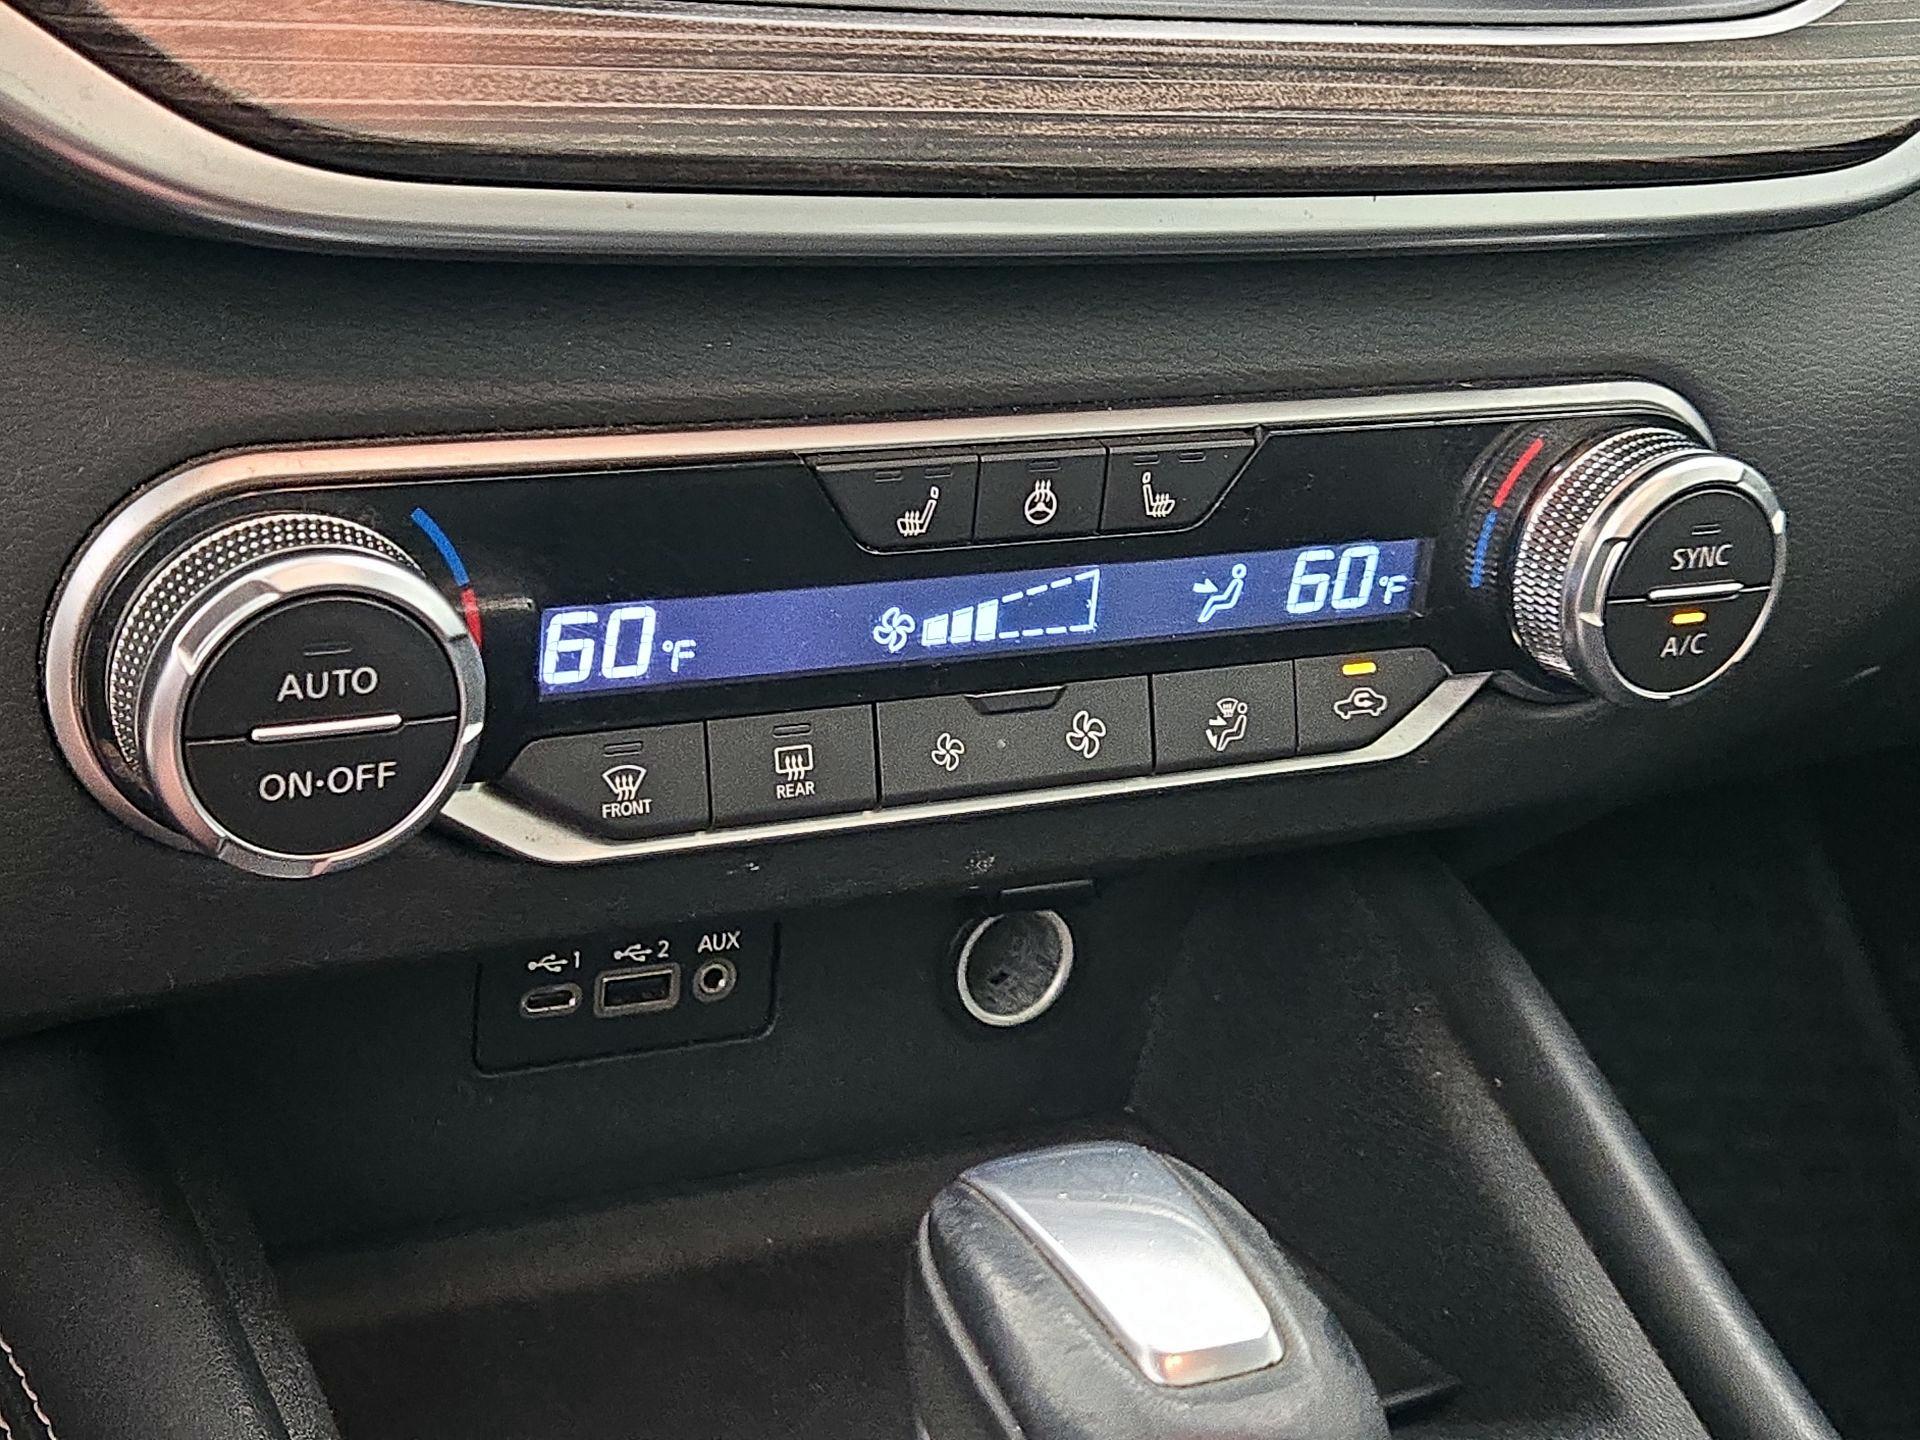 60°F
60°F
SYNC
A/C
AUTO
ON·OFF
FRONT
REAR
1
2
AUX